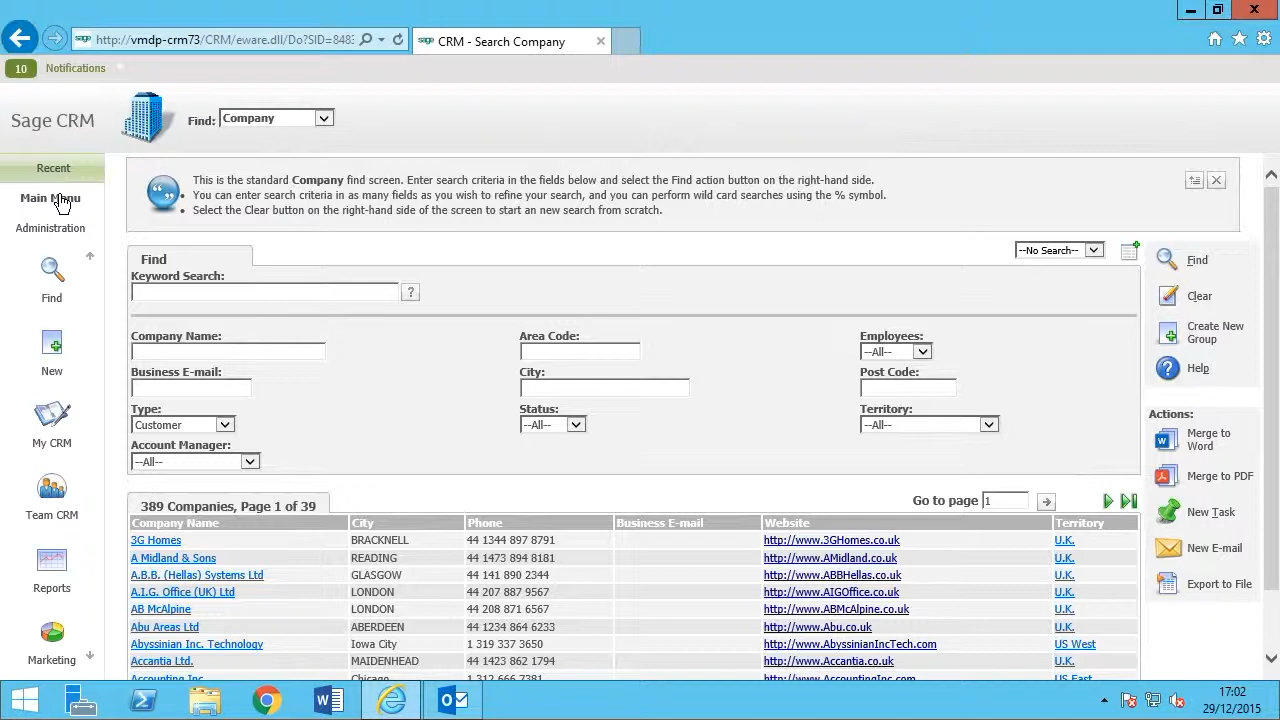 http://vmdp-crm73/CRM/eware.dll/Do?SID=848
CRM - Search Company
10 Notifications
Sage CRM
Find: Company
Recent
Main Menu
Administration
Find
New
My CRM
Team CRM
Reports
Marketing
This is the standard Company find screen. Enter search criteria in the fields below and select the Find action button on the right-hand side.
You can enter search criteria in as many fields as you wish to refine your search, and you can perform wild card searches using the % symbol.
Select the Clear button on the right-hand side of the screen to start a new search from scratch.
Find
--No Search--
Keyword Search:
?
Company Name: Area Code: Employees:
--All--
Business E-mail: City: Post Code:
Type: Status: Territory:
Customer --All-- --All--
Account Manager:
--All--
389 Companies, Page 1 of 39 Go to page 1
Company Name City Phone Business E-mail Website Territory
3G Homes BRACKNELL 44 1344 897 8791 http://www.3GHomes.co.uk U.K.
A Midland & Sons READING 44 1473 894 8181 http://www.AMidland.co.uk U.K.
A.B.B. (Hellas) Systems Ltd GLASGOW 44 141 890 2344 http://www.ABBHellas.co.uk U.K.
A.I.G. Office (UK) Ltd LONDON 44 207 887 9567 http://www.AIGOffice.co.uk U.K.
AB McAlpine LONDON 44 208 871 6567 http://www.ABMcAlpine.co.uk U.K.
Abu Areas Ltd ABERDEEN 44 1234 864 6233 http://www.Abu.co.uk U.K.
Abyssinian Inc. Technology Iowa City 1 319 337 3650 http://www.AbyssinianIncTech.com US West
Accantia Ltd. MAIDENHEAD 44 1423 862 1794 http://www.Accantia.co.uk U.K.
Accounting Inc. Chicago 1 312 666 7381 http://www.AccountingInc.com US East
Find
Clear
Create New
Group
Help
Actions:
Merge to
Word
Merge to PDF
New Task
New E-mail
Export to File
17:02
29/12/2015